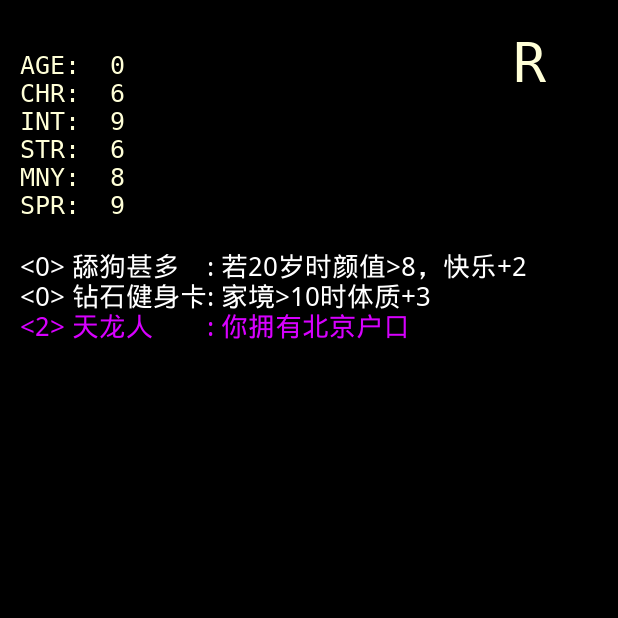 R
AGE: 0
CHR: 6
INT: 9
STR: 6
MNY: 8
SPR: 9
<0> 舔狗甚多 : 若20岁时颜值>8，快乐+2
<0> 钻石健身卡: 家境>10时体质+3
<2> 天龙人 : 你拥有北京户口